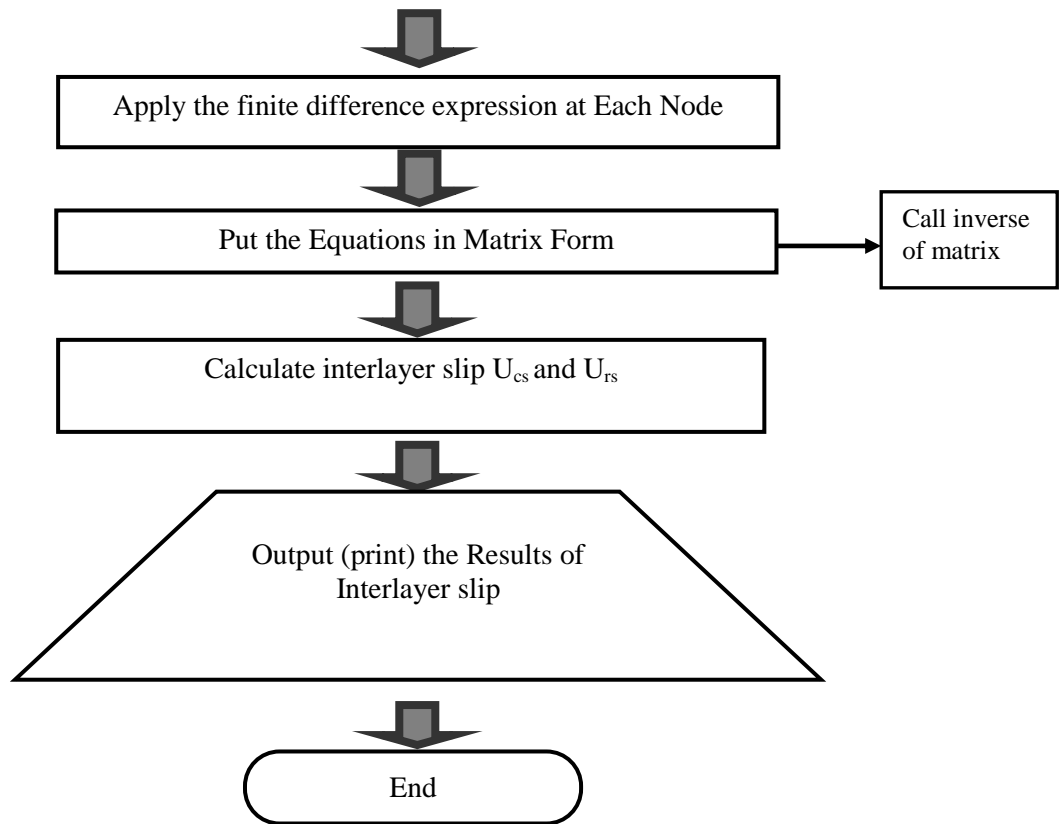 Apply the finite difference expression at Each Node
Put the Equations in Matrix Form
Call inverse
of matrix
Calculate interlayer slip Ucs and Urs
Output (print) the Results of
Interlayer slip
End